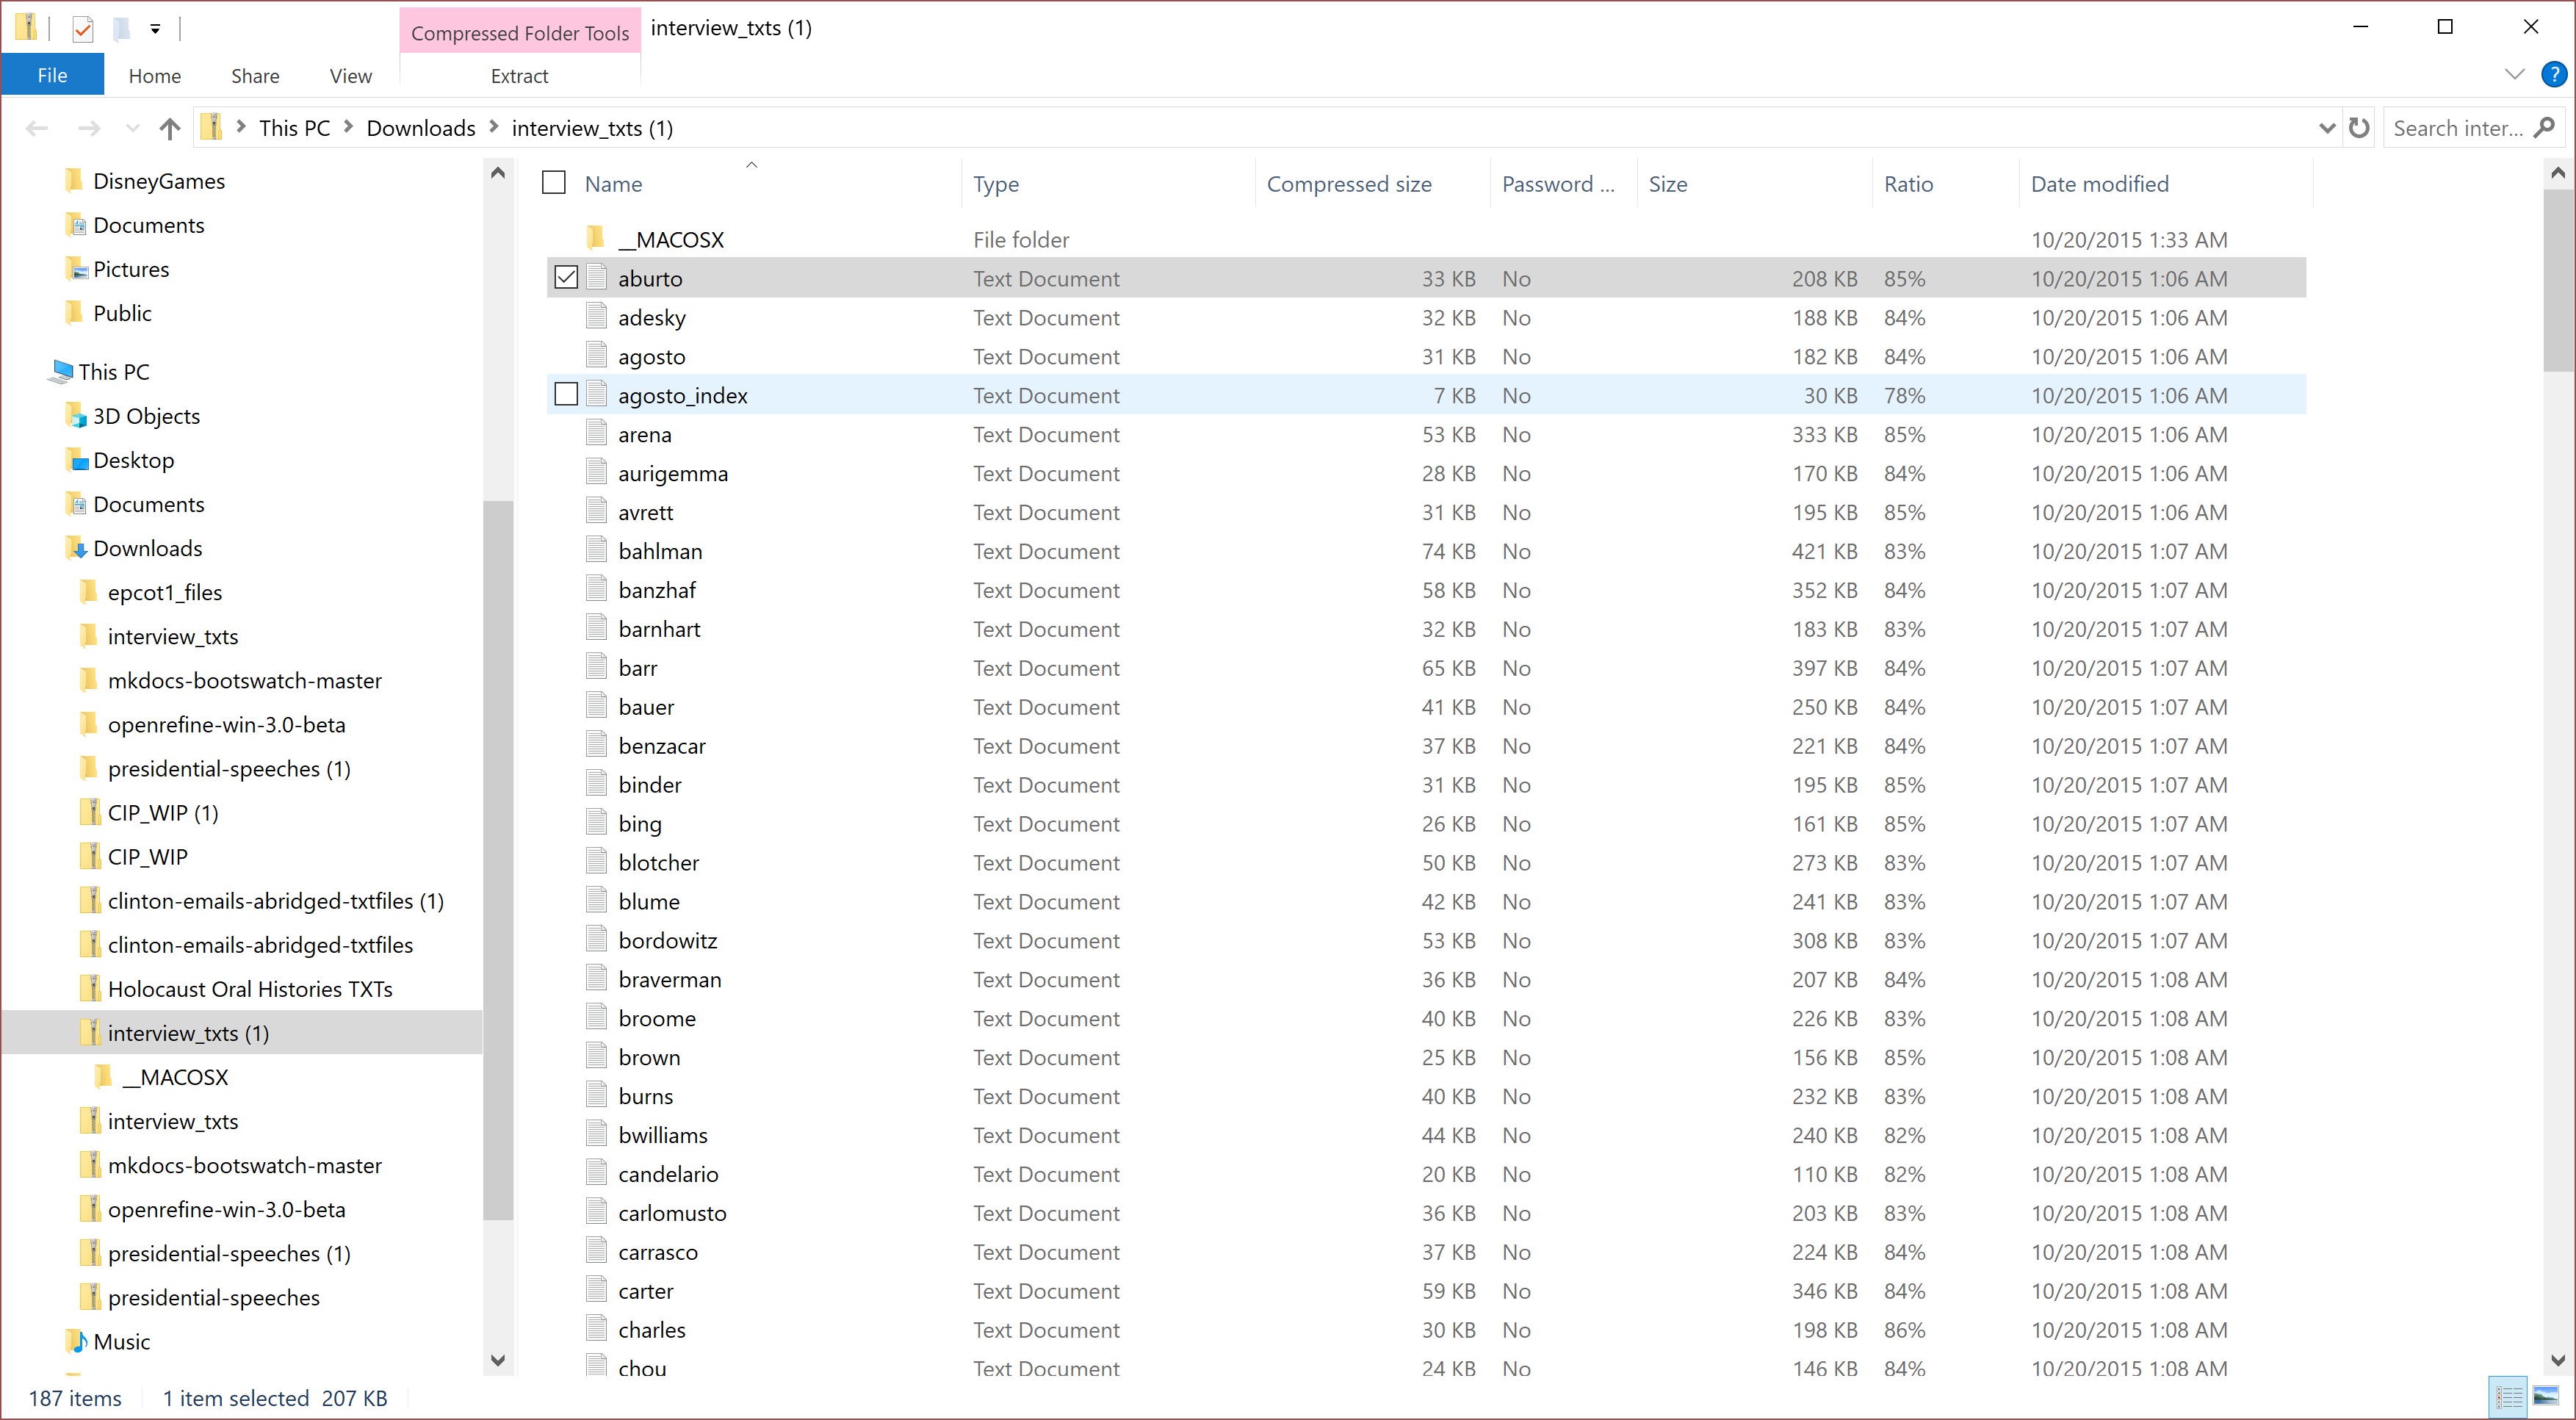 Compressed Folder Tools interview_txts (1)
File Home Share View Extract
This PC Downloads interview_txts (1) Search inter...
DisneyGames
Documents
Pictures
Public
This PC
3D Objects
Desktop
Documents
Downloads
epcot1_files
interview_txts
mkdocs-bootswatch-master
openrefine-win-3.0-beta
presidential-speeches (1)
CIP_WIP (1)
CIP_WIP
clinton-emails-abridged-txtfiles (1)
clinton-emails-abridged-txtfiles
Holocaust Oral Histories TXTs
interview_txts (1)
__MACOSX
interview_txts
mkdocs-bootswatch-master
openrefine-win-3.0-beta
presidential-speeches (1)
presidential-speeches
Music
Name Type Compressed size Password ... Size Ratio Date modified
__MACOSX File folder 10/20/2015 1:33 AM
aburto Text Document 33 KB No 208 KB 85% 10/20/2015 1:06 AM
adesky Text Document 32 KB No 188 KB 84% 10/20/2015 1:06 AM
agosto Text Document 31 KB No 182 KB 84% 10/20/2015 1:06 AM
agosto_index Text Document 7 KB No 30 KB 78% 10/20/2015 1:06 AM
arena Text Document 53 KB No 333 KB 85% 10/20/2015 1:06 AM
aurigemma Text Document 28 KB No 170 KB 84% 10/20/2015 1:06 AM
avrett Text Document 31 KB No 195 KB 85% 10/20/2015 1:06 AM
bahlman Text Document 74 KB No 421 KB 83% 10/20/2015 1:07 AM
banzhaf Text Document 58 KB No 352 KB 84% 10/20/2015 1:07 AM
barnhart Text Document 32 KB No 183 KB 83% 10/20/2015 1:07 AM
barr Text Document 65 KB No 397 KB 84% 10/20/2015 1:07 AM
bauer Text Document 41 KB No 250 KB 84% 10/20/2015 1:07 AM
benzacar Text Document 37 KB No 221 KB 84% 10/20/2015 1:07 AM
binder Text Document 31 KB No 195 KB 85% 10/20/2015 1:07 AM
bing Text Document 26 KB No 161 KB 85% 10/20/2015 1:07 AM
blotcher Text Document 50 KB No 273 KB 83% 10/20/2015 1:07 AM
blume Text Document 42 KB No 241 KB 83% 10/20/2015 1:07 AM
bordowitz Text Document 53 KB No 308 KB 83% 10/20/2015 1:07 AM
braverman Text Document 36 KB No 207 KB 84% 10/20/2015 1:08 AM
broome Text Document 40 KB No 226 KB 83% 10/20/2015 1:08 AM
brown Text Document 25 KB No 156 KB 85% 10/20/2015 1:08 AM
burns Text Document 40 KB No 232 KB 83% 10/20/2015 1:08 AM
bwilliams Text Document 44 KB No 240 KB 82% 10/20/2015 1:08 AM
candelario Text Document 20 KB No 110 KB 82% 10/20/2015 1:08 AM
carlomusto Text Document 36 KB No 203 KB 83% 10/20/2015 1:08 AM
carrasco Text Document 37 KB No 224 KB 84% 10/20/2015 1:08 AM
carter Text Document 59 KB No 346 KB 84% 10/20/2015 1:08 AM
charles Text Document 30 KB No 198 KB 86% 10/20/2015 1:08 AM
chou Text Document 24 KB No 146 KB 84% 10/20/2015 1:08 AM
187 items 1 item selected 207 KB